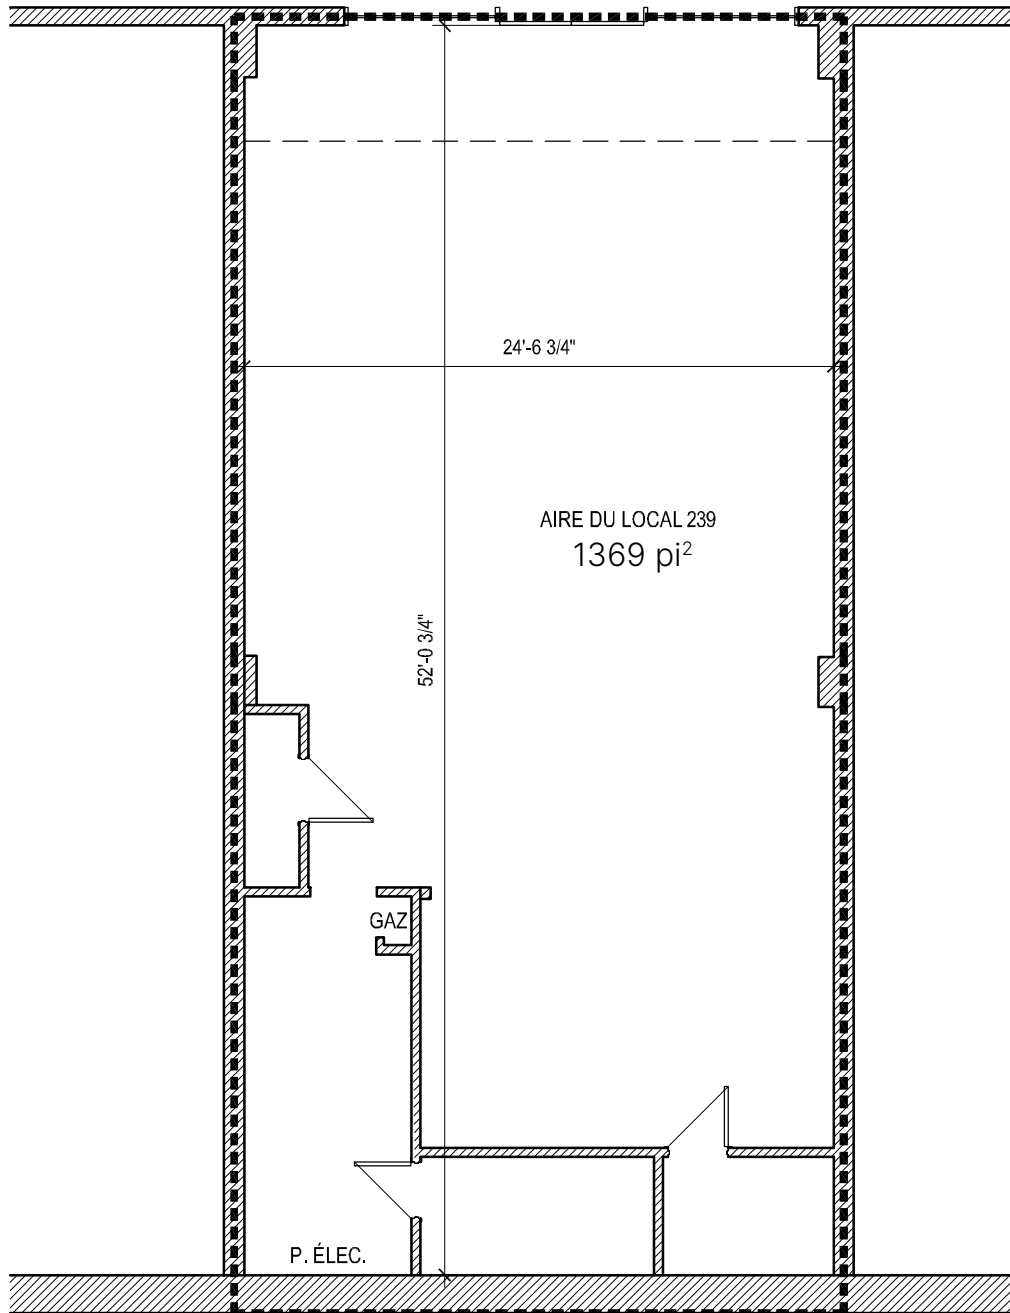 24'-6 3/4"
AIRE DU LOCAL 239
1369 pi²
52'-0 3/4"
GAZ
P. ÉLEC.